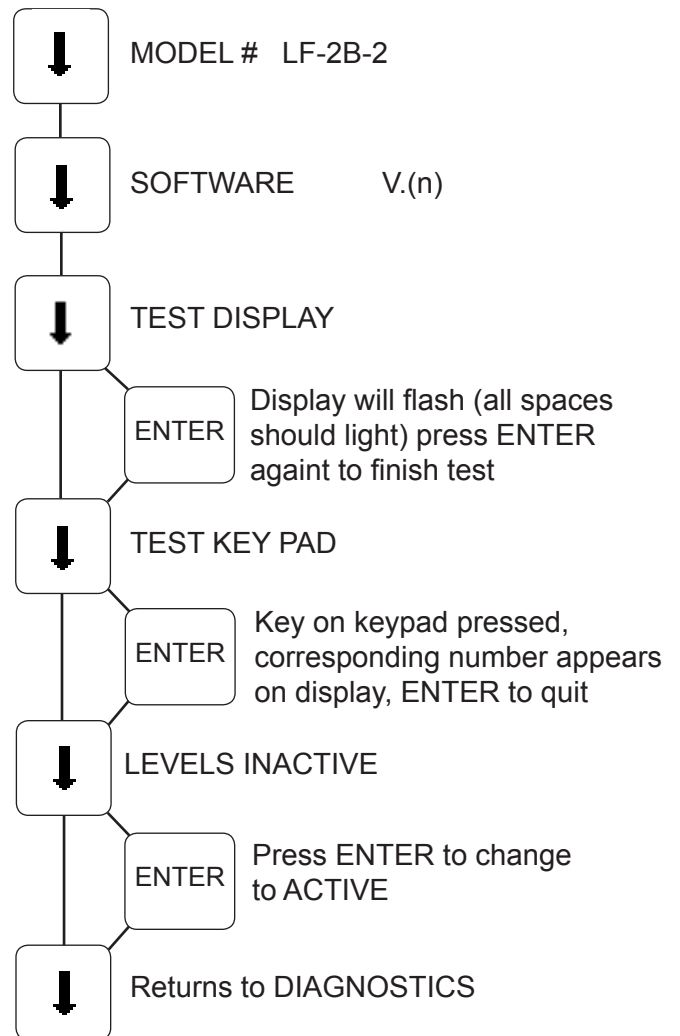 MODEL # LF-2B-2
SOFTWARE V.(n)
TEST DISPLAY
ENTER
Display will flash (all spaces
should light) press ENTER
againt to finish test
TEST KEY PAD
ENTER
Key on keypad pressed,
corresponding number appears
on display, ENTER to quit
LEVELS INACTIVE
ENTER
Press ENTER to change
to ACTIVE
Returns to DIAGNOSTICS